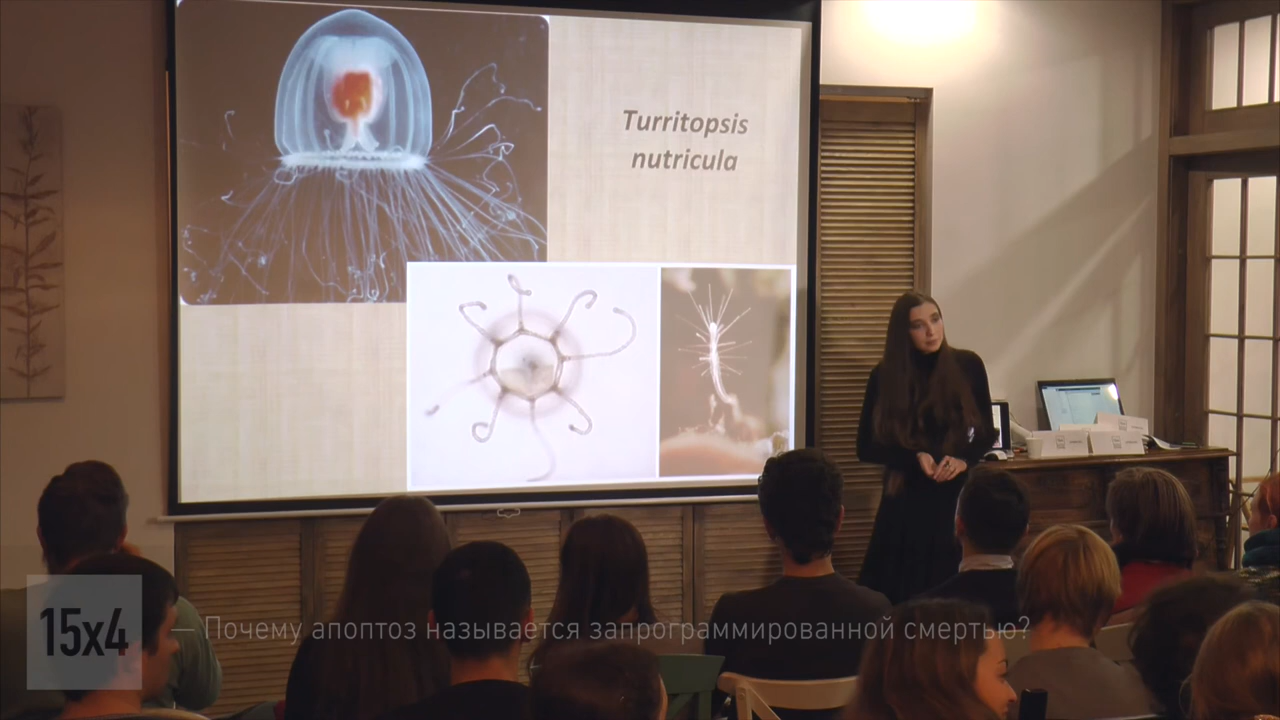 Turritopsis
nutricula
15x4
— Почему апоптоз называется запрограммированной смертью?